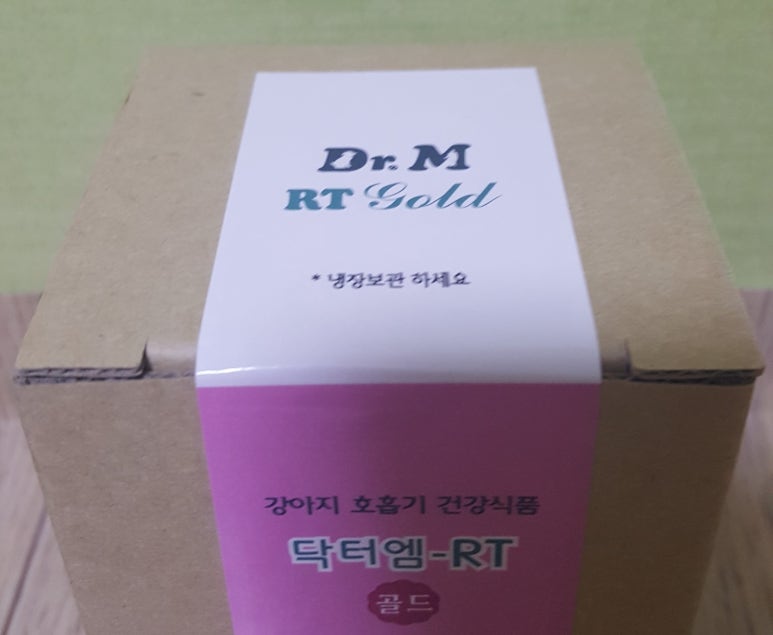 Dr. M
RT Gold
* 냉장보관 하세요
강아지 호흡기 건강식품
닥터엠-RT
골드